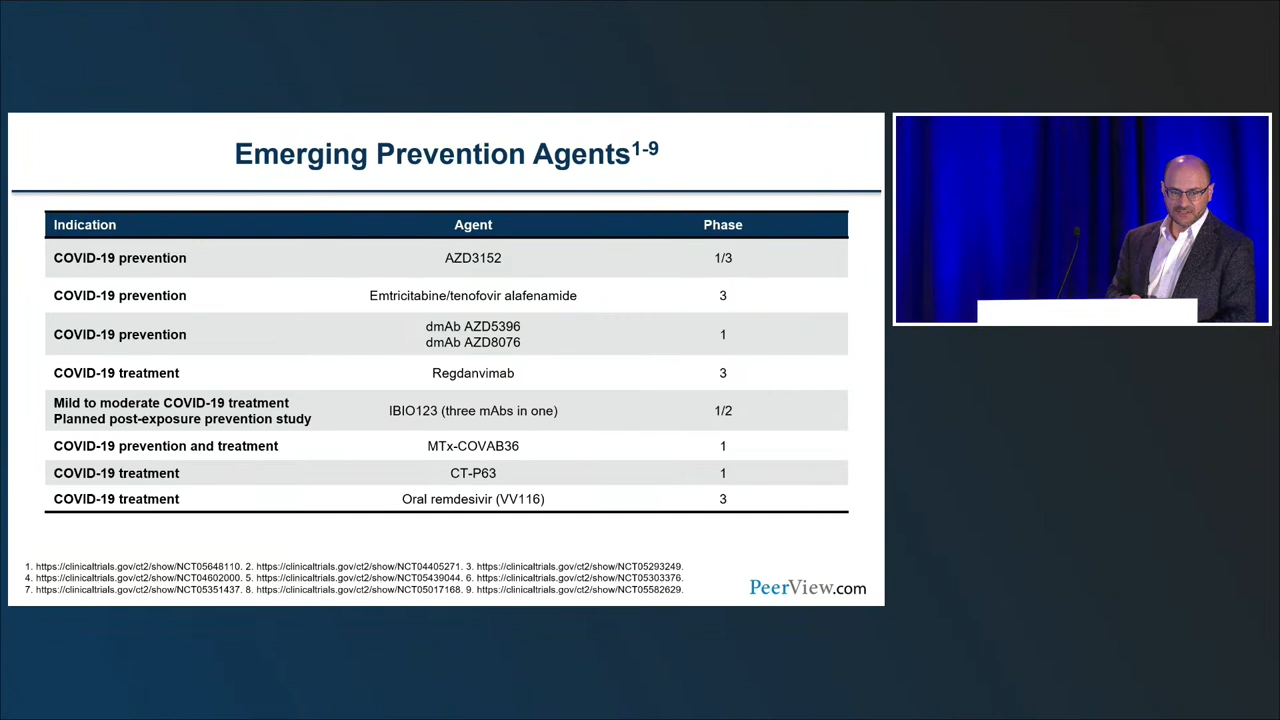 Emerging Prevention Agents1-9
Indication Agent Phase
COVID-19 prevention AZD3152 1/3
COVID-19 prevention Emtricitabine/tenofovir alafenamide 3
COVID-19 prevention dmAb AZD5396
dmAb AZD8076 1
COVID-19 treatment Regdanvimab 3
Mild to moderate COVID-19 treatment
Planned post-exposure prevention study IBIO123 (three mAbs in one) 1/2
COVID-19 prevention and treatment MTx-COVAB36 1
COVID-19 treatment CT-P63 1
COVID-19 treatment Oral remdesivir (VV116) 3
1. https://clinicaltrials.gov/ct2/show/NCT05648110. 2. https://clinicaltrials.gov/ct2/show/NCT04405271. 3. https://clinicaltrials.gov/ct2/show/NCT05293249.
4. https://clinicaltrials.gov/ct2/show/NCT04602000. 5. https://clinicaltrials.gov/ct2/show/NCT05439044. 6. https://clinicaltrials.gov/ct2/show/NCT05303376.
7. https://clinicaltrials.gov/ct2/show/NCT05351437. 8. https://clinicaltrials.gov/ct2/show/NCT05017168. 9. https://clinicaltrials.gov/ct2/show/NCT05582629.
PeerView.com